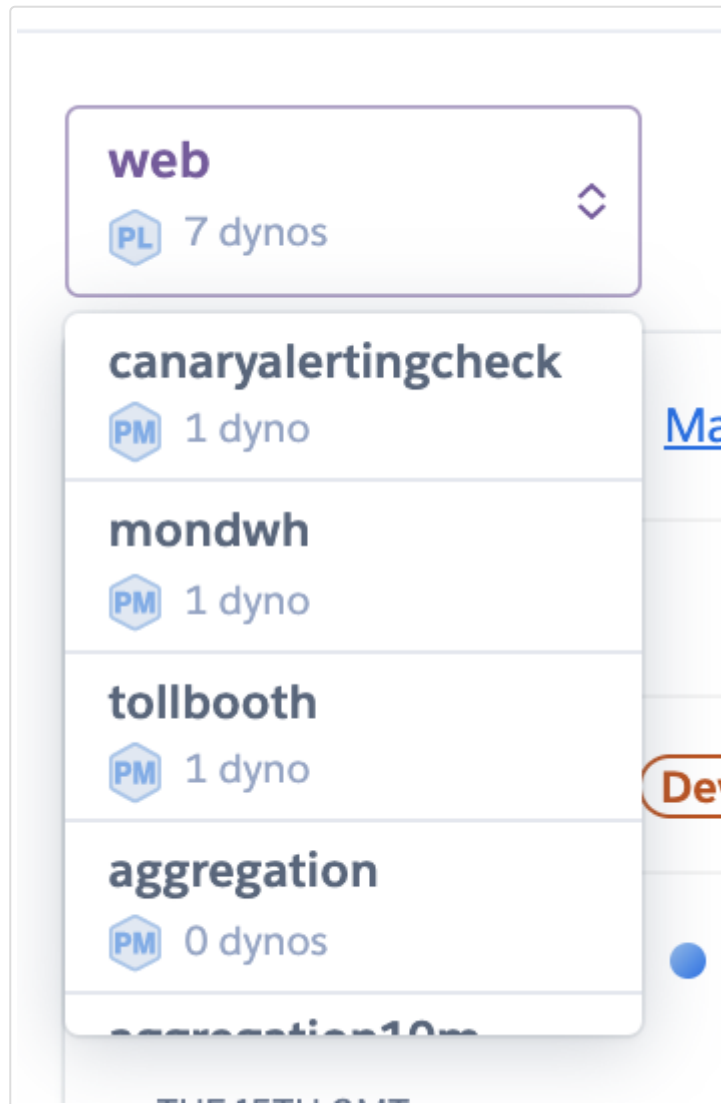 web
PL 7 dynos
canaryalertingcheck
PM 1 dyno
Ma
mondwh
PM 1 dyno
tollbooth
PM 1 dyno
Dev
aggregation
PM 0 dynos
aggregation10m